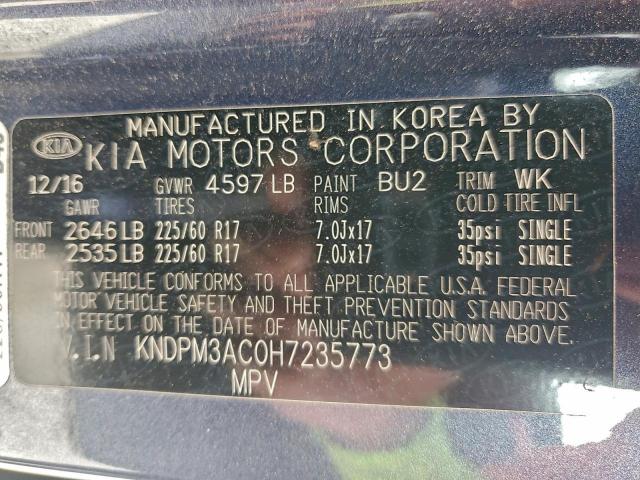 MANUFACTURED IN KOREA BY
KIA KIA MOTORS CORPORATION
12/16 GVWR 4597 LB PAINT BU2 TRIM WK
GAWR TIRES RIMS COLD TIRE INFL
FRONT 2646 LB 225/60 R17 7.0Jx17 35psi SINGLE
REAR 2535 LB 225/60 R17 7.0Jx17 35psi SINGLE
THIS VEHICLE CONFORMS TO ALL APPLICABLE U.S.A. FEDERAL
MOTOR VEHICLE SAFETY AND THEFT PREVENTION STANDARDS
IN EFFECT ON THE DATE OF MANUFACTURE SHOWN ABOVE.
V.I.N KNDPM3AC0H7235773
MPV